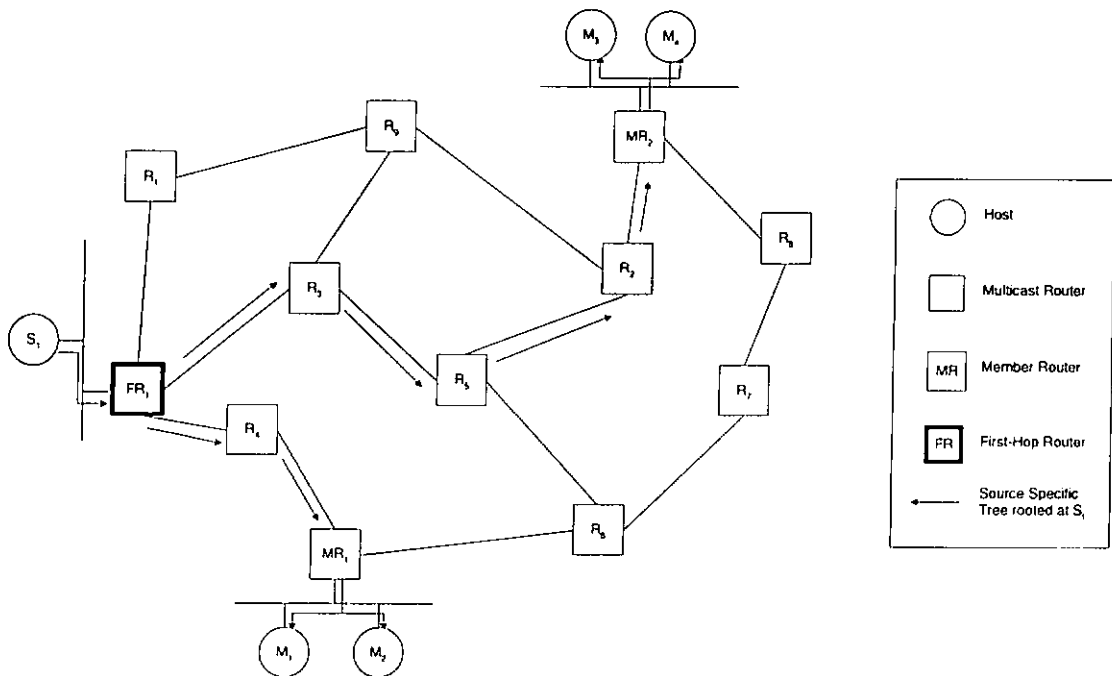 M3
M4
R9
MR2
R1
R8
R2
R3
S1
FR1
R5
R7
R4
R6
MR1
M1
M2
Host
Multicast Router
MR
Member Router
FR
First-Hop Router
Source Specific
Tree rooted at S1